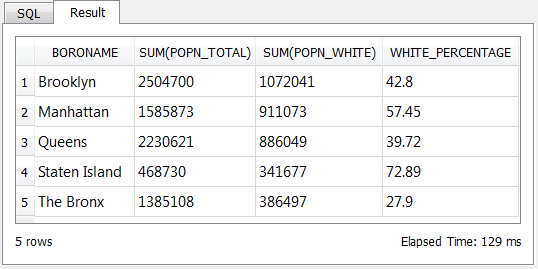 SQL Result
BORONAME SUM(POPN_TOTAL) SUM(POPN_WHITE) WHITE_PERCENTAGE
1 Brooklyn 2504700 1072041 42.8
2 Manhattan 1585873 911073 57.45
3 Queens 2230621 886049 39.72
4 Staten Island 468730 341677 72.89
5 The Bronx 1385108 386497 27.9
5 rows Elapsed Time: 129 ms